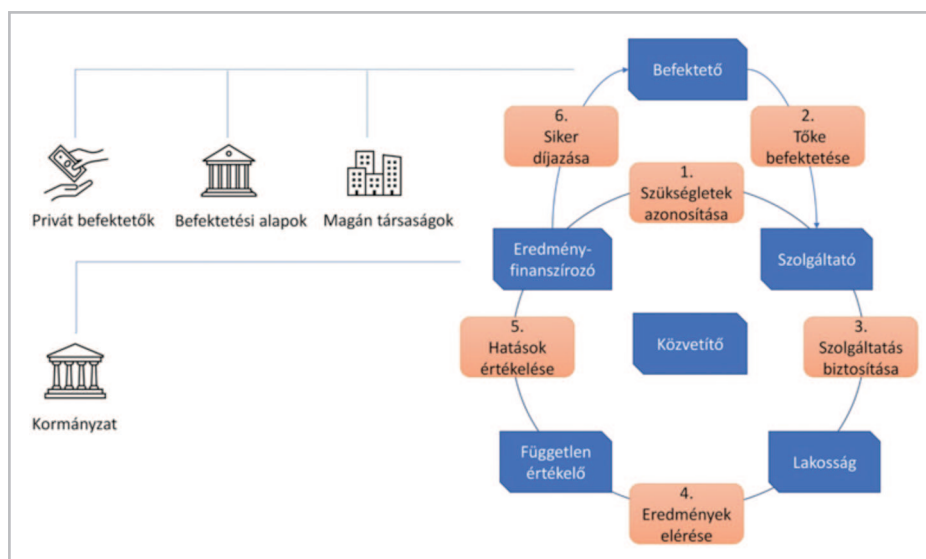 Befektető
6.
Siker
díjazása
2.
Tőke
befektetése
1.
Szükségletek
azonosítása
Privát befektetők
Befektetési alapok
Magán társaságok
Eredmény-
finanszírozó
Szolgáltató
5.
Hatások
értékelése
Közvetítő
3.
Szolgáltatás
biztosítása
Kormányzat
Független
értékelő
Lakosság
4.
Eredmények
elérése